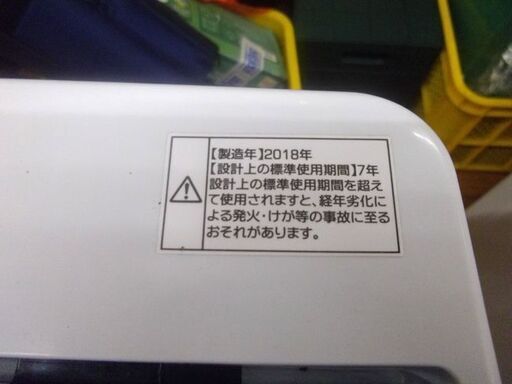 【製造年】2018年
【設計上の標準使用期間】7年
設計上の標準使用期間を超え
て使用されますと、経年劣化に
よる発火・けが等の事故に至る
おそれがあります。